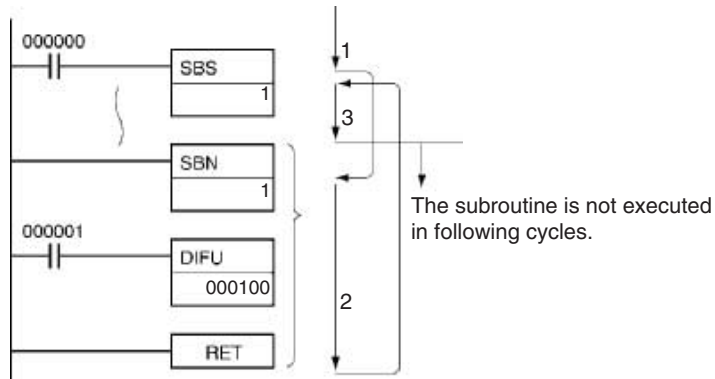 000000
SBS
1
1
3
SBN
1
The subroutine is not executed
in following cycles.
000001
DIFU
000100
2
RET